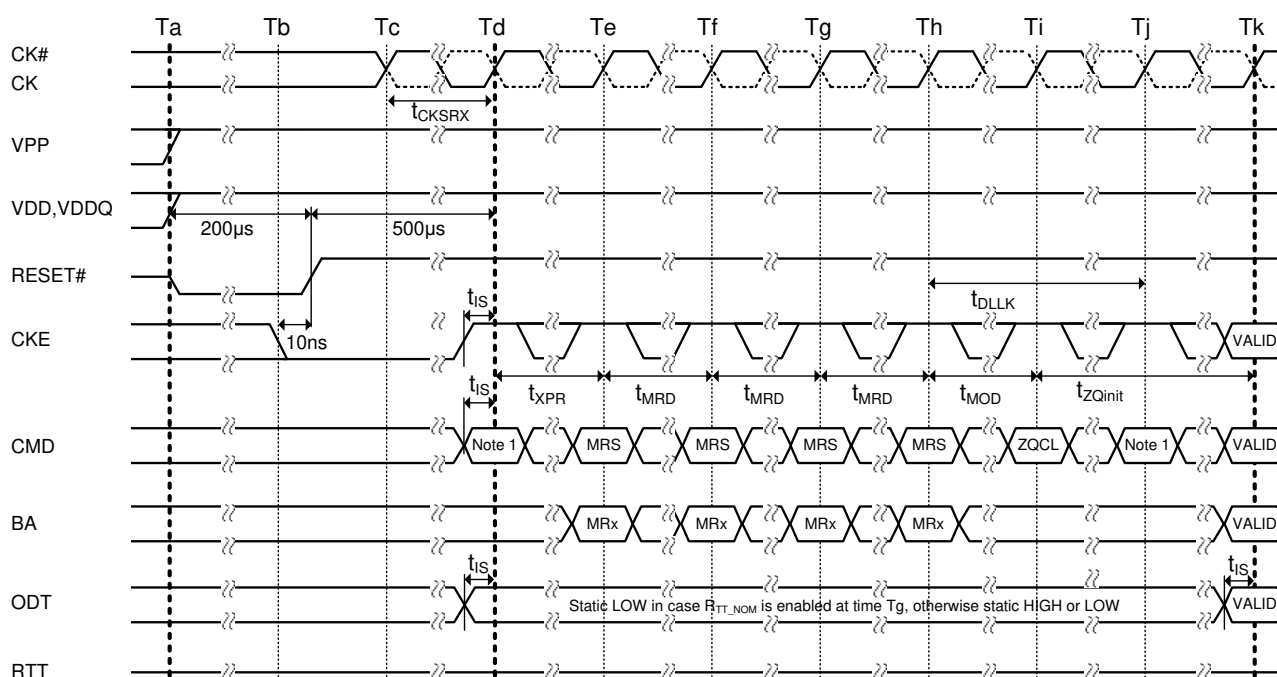 Ta Tb Tc Td Te Tf Tg Th Ti Tj Tk
CK#
CK
tCKSRX
VPP
VDD,VDDQ
200µs 500µs
RESET#
tIS tDLLK
CKE 10ns VALID
tIS tXPR tMRD tMRD tMRD tMOD tZQinit
CMD Note 1 MRS MRS MRS MRS ZQCL Note 1 VALID
BA MRx MRx MRx MRx VALID
tIS tIS
ODT Static LOW in case RTT_NOM is enabled at time Tg, otherwise static HIGH or LOW VALID
RTT